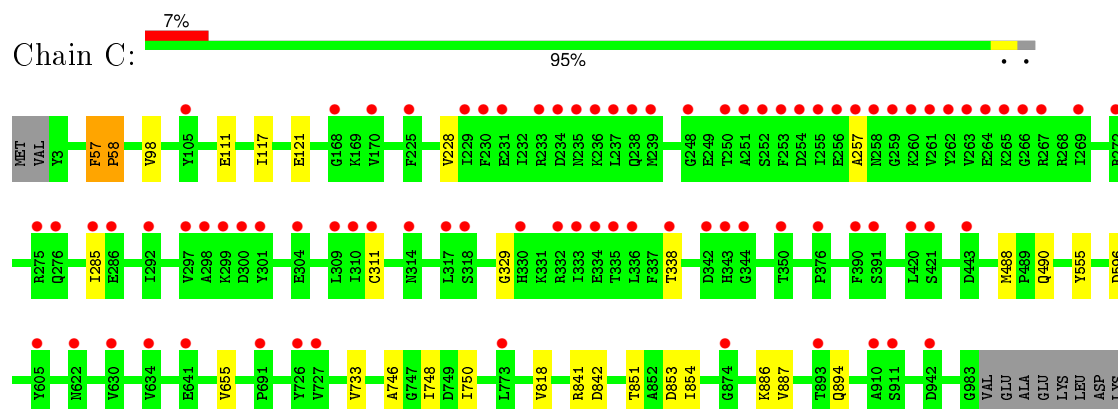 7%
Chain C:
95%
MET VAL Y3 F57 P58 V98 Y105 E111 I117 E121 G168 K169 V170 F225 V228 I229 F230 E231 I232 R233 D234 N235 K236 L237 Q238 M239 G248 E249 T250 A251 S252 F253 D254 I255 E256 A257 N258 G259 K260 V261 Y262 V263 E264 K265 G266 R267 R268 I269
R275 Q276 I285 E286 I292 V297 A298 K299 D300 Y301 E304 L309 I310 C311 N314 L317 S318 G329 H330 K331 R332 I333 E334 T335 L336 F337 T338 D342 H343 G344 T350 P376 F390 S391 L420 S421 D443 M488 P489 Q490 Y555 D596
Y605 N622 V630 V634 E641 V655 P691 Y726 V727 V733 A746 G747 I748 D749 I750 L773 V818 R841 D842 T851 A852 D853 I854 G874 K886 V887 T893 Q894 A910 S911 D942 G983 VAL GLU ALA GLU LYS LEU ASP